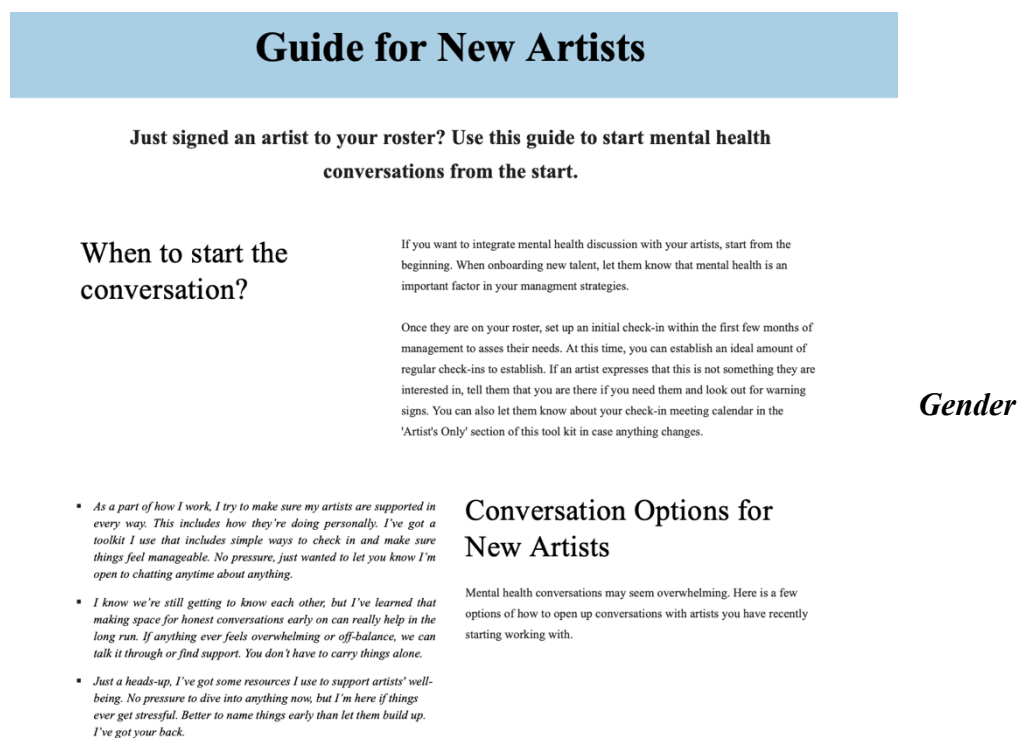 Guide for New Artists
Just signed an artist to your roster? Use this guide to start mental health
conversations from the start.
When to start the
conversation?
If you want to integrate mental health discussion with your artists, start from the
beginning. When onboarding new talent, let them know that mental health is an
important factor in your managment strategies.
Once they are on your roster, set up an initial check-in within the first few months of
management to asses their needs. At this time, you can establish an ideal amount of
regular check-ins to establish. If an artist expresses that this is not something they are
interested in, tell them that you are there if you need them and look out for warning
signs. You can also let them know about your check-in meeting calendar in the
'Artist's Only' section of this tool kit in case anything changes.
Gender
▪ As a part of how I work, I try to make sure my artists are supported in
every way. This includes how they’re doing personally. I’ve got a
toolkit I use that includes simple ways to check in and make sure
things feel manageable. No pressure, just wanted to let you know I’m
open to chatting anytime about anything.
▪ I know we’re still getting to know each other, but I’ve learned that
making space for honest conversations early on can really help in the
long run. If anything ever feels overwhelming or off-balance, we can
talk it through or find support. You don’t have to carry things alone.
▪ Just a heads-up, I’ve got some resources I use to support artists' well-
being. No pressure to dive into anything now, but I’m here if things
ever get stressful. Better to name things early than let them build up.
I’ve got your back.
Conversation Options for
New Artists
Mental health conversations may seem overwhelming. Here is a few
options of how to open up conversations with artists you have recently
starting working with.